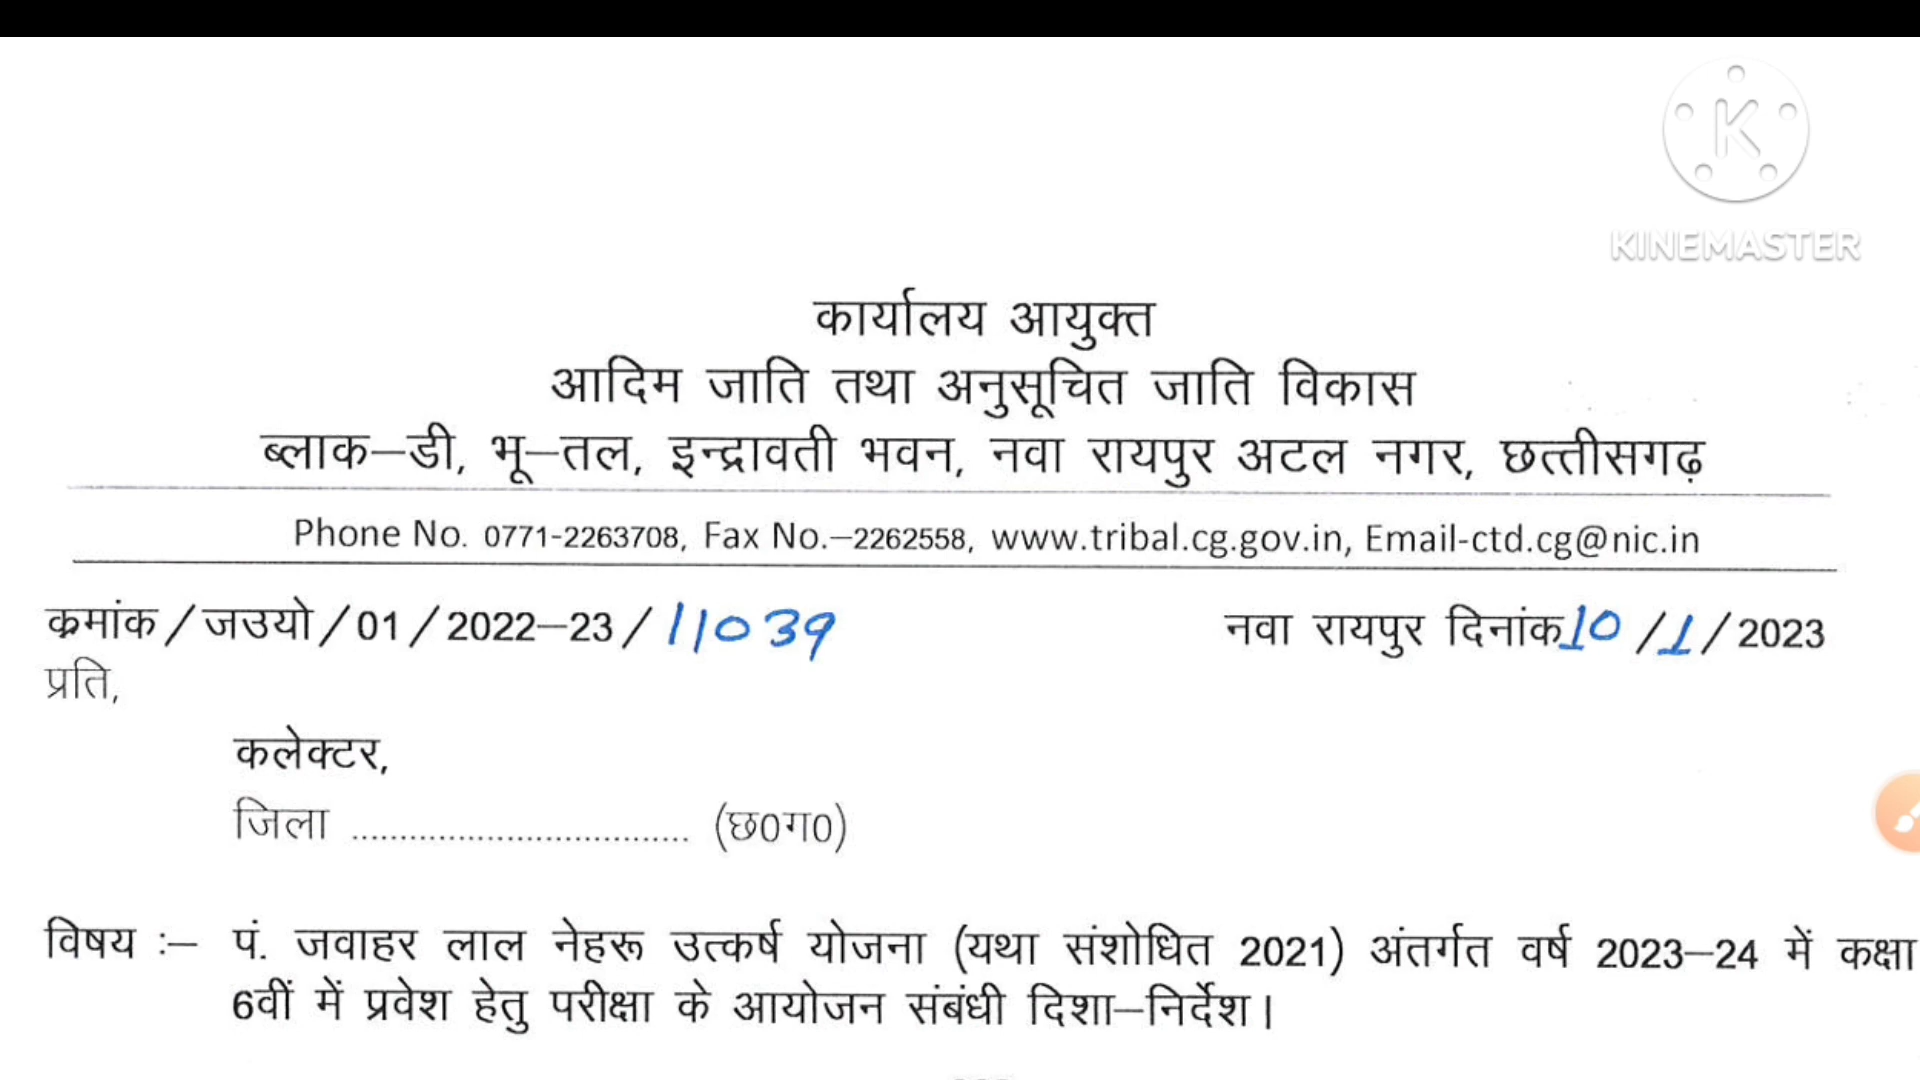 K
KINEMASTER
कार्यालय आयुक्त
आदिम जाति तथा अनुसूचित जाति विकास
ब्लाक–डी, भू–तल, इन्द्रावती भवन, नवा रायपुर अटल नगर, छत्तीसगढ़
Phone No. 0771-2263708, Fax No.–2262558, www.tribal.cg.gov.in, Email-ctd.cg@nic.in
क्रमांक/जउयो/01/2022–23/11039 नवा रायपुर दिनांक 10/1/2023
प्रति,
कलेक्टर,
जिला ................................... (छ0ग0)
विषय :– पं. जवाहर लाल नेहरू उत्कर्ष योजना (यथा संशोधित 2021) अंतर्गत वर्ष 2023–24 में कक्षा
6वीं में प्रवेश हेतु परीक्षा के आयोजन संबंधी दिशा–निर्देश।